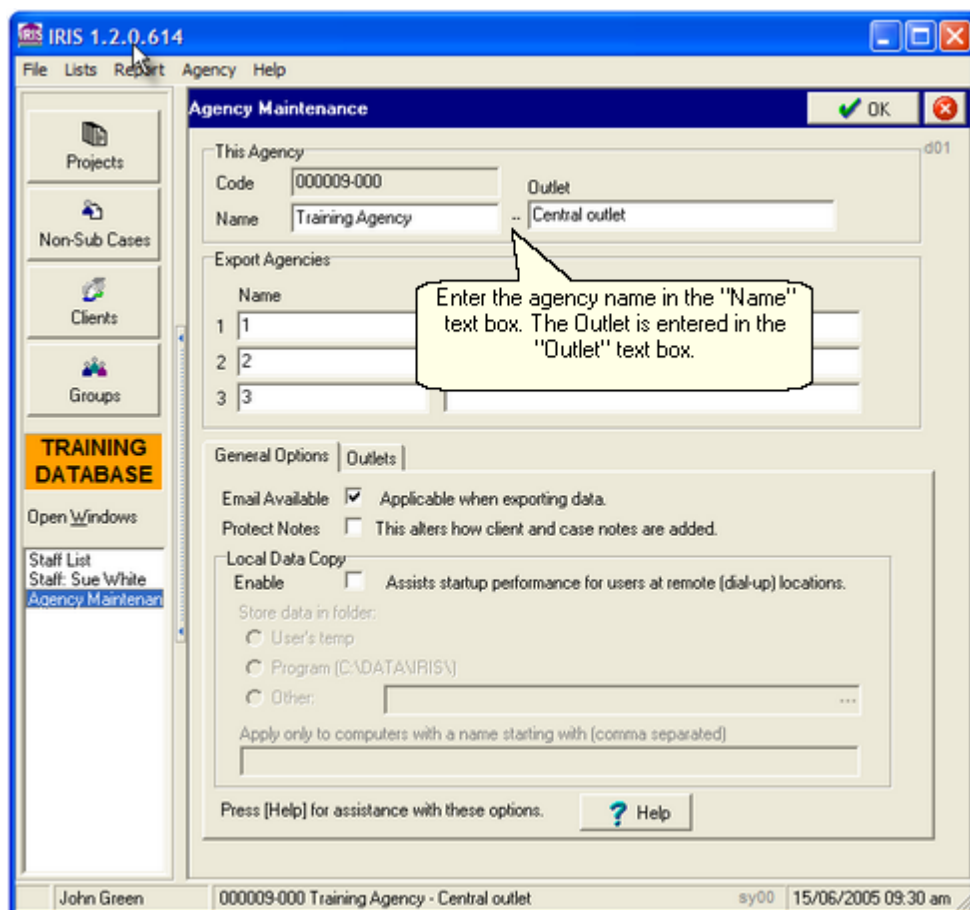 IRIS 1.2.0.614
File Lists Report Agency Help
Agency Maintenance
OK
Projects
Non-Sub Cases
Clients
Groups
TRAINING
DATABASE
Open Windows
Staff List
Staff: Sue White
Agency Maintenan
This Agency
d01
Code 000009-000
Outlet
Name Training Agency .. Central outlet
Export Agencies
Name
1 1
2 2
3 3
Enter the agency name in the "Name"
text box. The Outlet is entered in the
"Outlet" text box.
General Options Outlets
Email Available Applicable when exporting data.
Protect Notes This alters how client and case notes are added.
Local Data Copy
Enable Assists startup performance for users at remote (dial-up) locations.
Store data in folder:
User's temp
Program (C:\DATA\IRIS\)
Other: ...
Apply only to computers with a name starting with (comma separated)
Press [Help] for assistance with these options.
? Help
John Green 000009-000 Training Agency - Central outlet sy00 15/06/2005 09:30 am